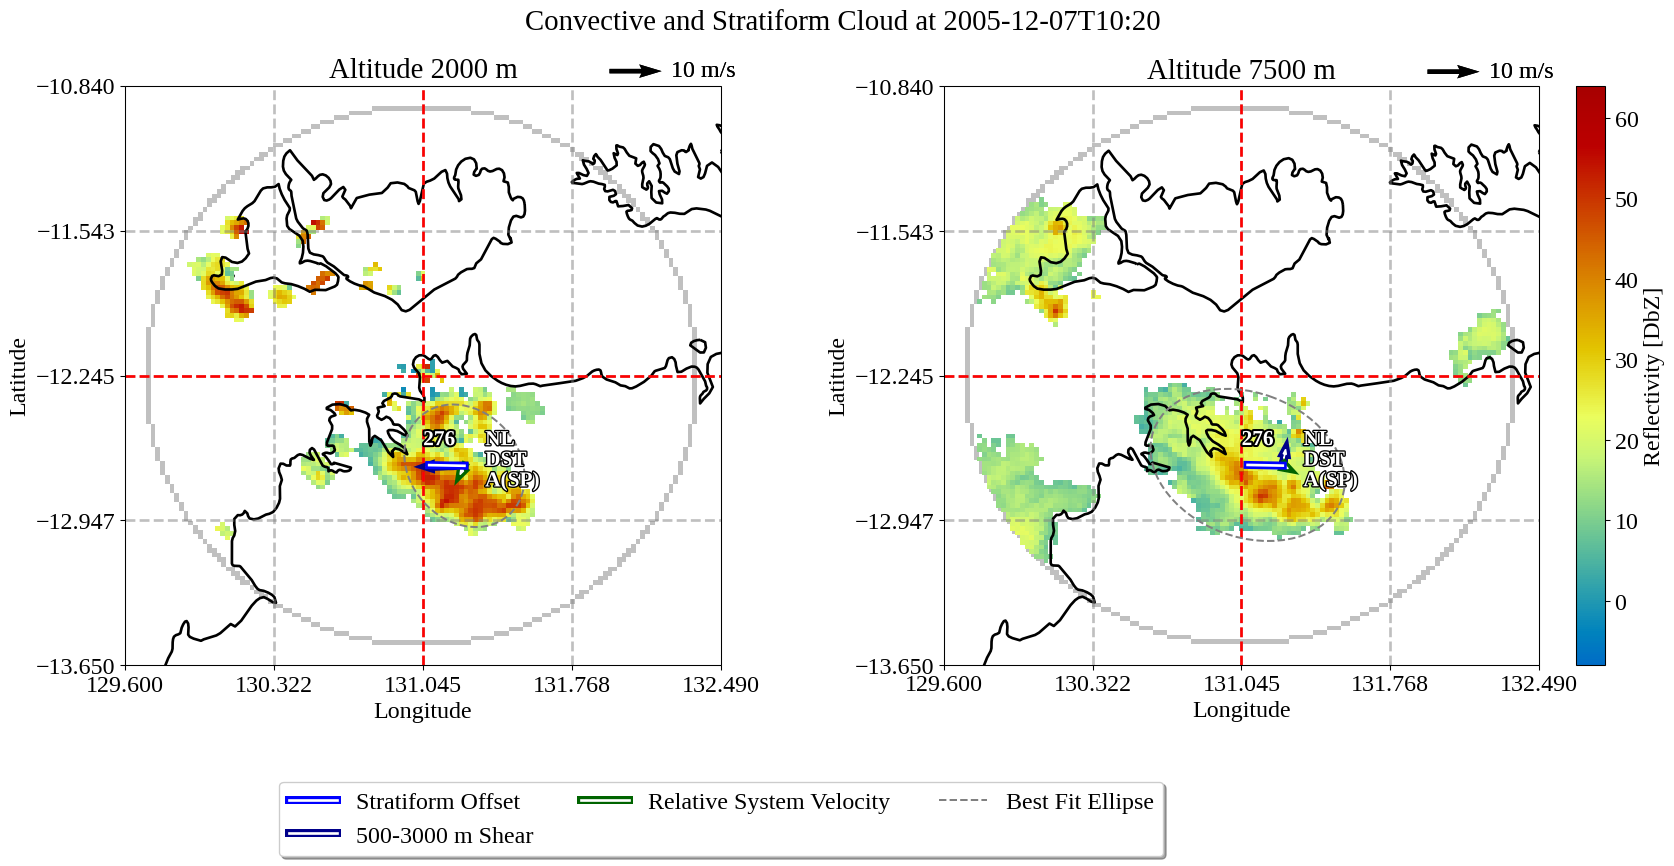 Convective and Stratiform Cloud at 2005-12-07T10:20
Altitude 2000 m
10 m/s
−10.840
−11.543
−12.245
−12.947
−13.650
129.600
130.322
131.045
131.768
132.490
Latitude
Longitude
276
NL
DST
A(SP)
Altitude 7500 m
10 m/s
−10.840
−11.543
−12.245
−12.947
−13.650
129.600
130.322
131.045
131.768
132.490
Latitude
Longitude
276
NL
DST
A(SP)
60
50
40
30
20
10
0
Reflectivity [DbZ]
Stratiform Offset
Relative System Velocity
Best Fit Ellipse
500-3000 m Shear